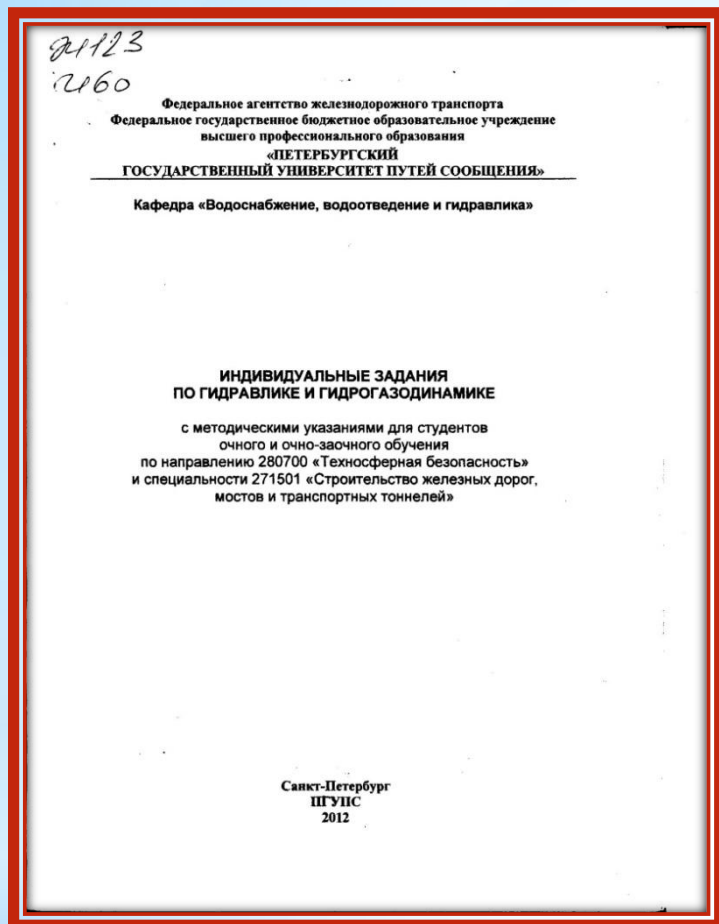 Федеральное агентство железнодорожного транспорта
Федеральное государственное бюджетное образовательное учреждение
высшего профессионального образования
«ПЕТЕРБУРГСКИЙ
ГОСУДАРСТВЕННЫЙ УНИВЕРСИТЕТ ПУТЕЙ СООБЩЕНИЯ»
Кафедра «Водоснабжение, водоотведение и гидравлика»
ИНДИВИДУАЛЬНЫЕ ЗАДАНИЯ
ПО ГИДРАВЛИКЕ И ГИДРОГАЗОДИНАМИКЕ
с методическими указаниями для студентов
очного и очно-заочного обучения
по направлению 280700 «Техносферная безопасность»
и специальности 271501 «Строительство железных дорог,
мостов и транспортных тоннелей»
Санкт-Петербург
ПГУПС
2012